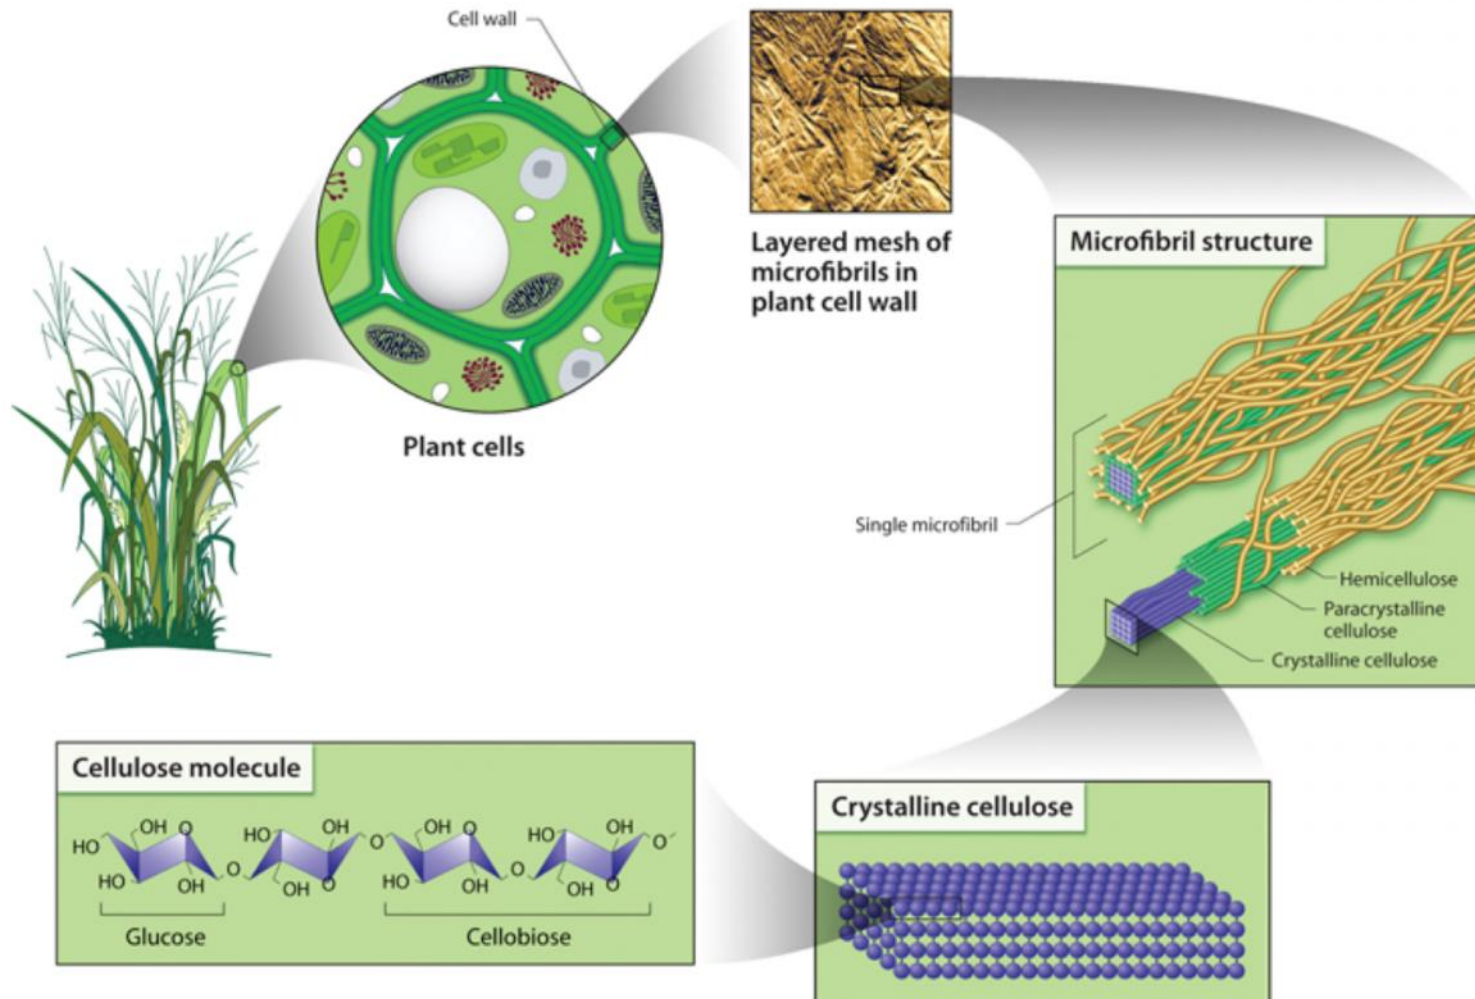 Cell wall
Layered mesh of
microfibrils in
plant cell wall
Plant cells
Microfibril structure
Single microfibril
Hemicellulose
Paracrystalline
cellulose
Crystalline cellulose
Cellulose molecule
HO
OH
O
HO
OH
O
HO
OH
OH
O
O
HO
OH
O
OH
O
HO
OH
OH
O
O
Glucose
Cellobiose
Crystalline cellulose